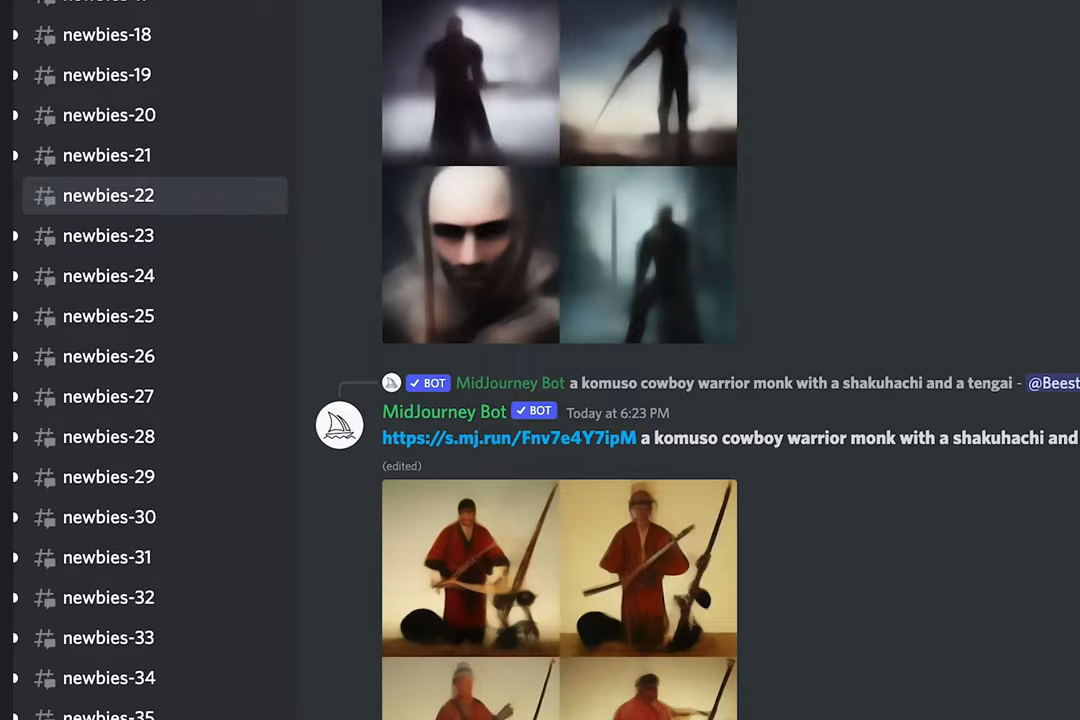 newbies-18
newbies-19
newbies-20
newbies-21
newbies-22
newbies-23
newbies-24
newbies-25
newbies-26
newbies-27
newbies-28
newbies-29
newbies-30
newbies-31
newbies-32
newbies-33
newbies-34
newbies-35
BOT MidJourney Bot a komuso cowboy warrior monk with a shakuhachi and a tengai - @Beest
MidJourney Bot BOT Today at 6:23 PM
https://s.mj.run/Fnv7e4Y7ipM a komuso cowboy warrior monk with a shakuhachi and
(edited)